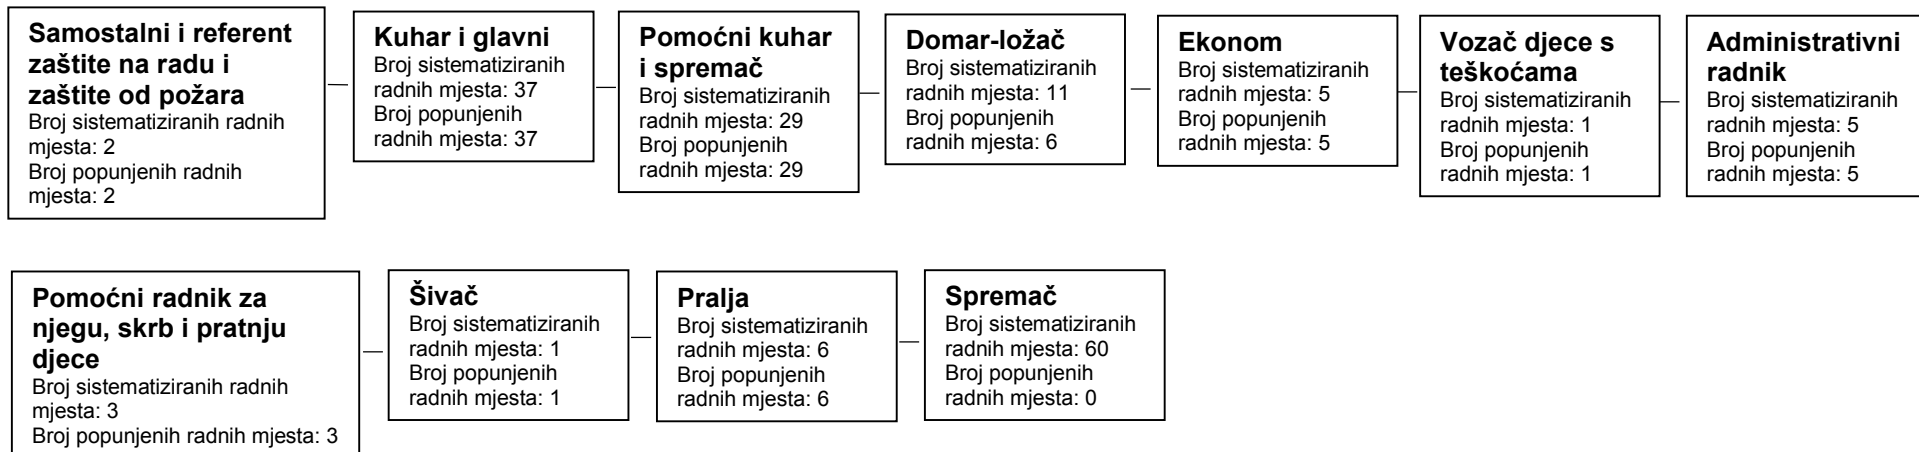 Samostalni i referent
zaštite na radu i
zaštite od požara
Broj sistematiziranih radnih
mjesta: 2
Broj popunjenih radnih
mjesta: 2
Kuhar i glavni
Broj sistematiziranih
radnih mjesta: 37
Broj popunjenih
radnih mjesta: 37
Pomoćni kuhar
i spremač
Broj sistematiziranih
radnih mjesta: 29
Broj popunjenih
radnih mjesta: 29
Domar-ložač
Broj sistematiziranih
radnih mjesta: 11
Broj popunjenih
radnih mjesta: 6
Ekonom
Broj sistematiziranih
radnih mjesta: 5
Broj popunjenih
radnih mjesta: 5
Vozač djece s
teškoćama
Broj sistematiziranih
radnih mjesta: 1
Broj popunjenih
radnih mjesta: 1
Administrativni
radnik
Broj sistematiziranih
radnih mjesta: 5
Broj popunjenih
radnih mjesta: 5
Pomoćni radnik za
njegu, skrb i pratnju
djece
Broj sistematiziranih radnih
mjesta: 3
Broj popunjenih radnih mjesta: 3
Šivač
Broj sistematiziranih
radnih mjesta: 1
Broj popunjenih
radnih mjesta: 1
Pralja
Broj sistematiziranih
radnih mjesta: 6
Broj popunjenih
radnih mjesta: 6
Spremač
Broj sistematiziranih
radnih mjesta: 60
Broj popunjenih
radnih mjesta: 0